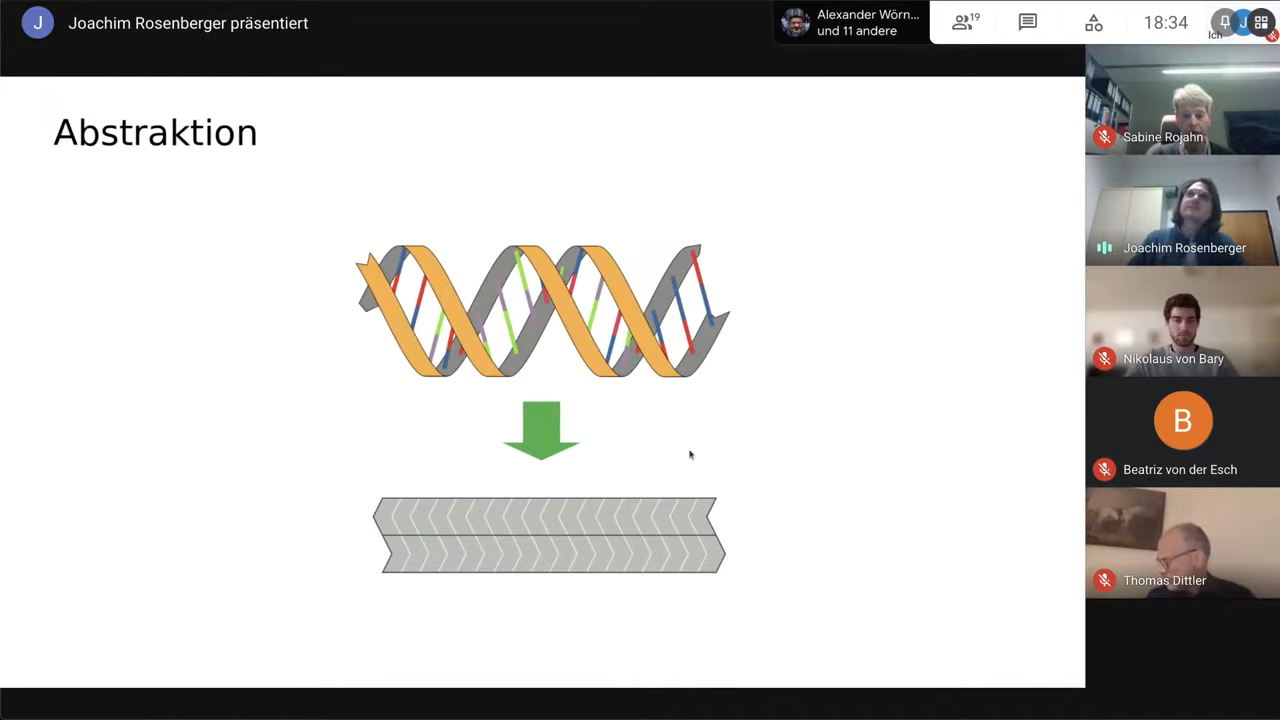 J
Joachim Rosenberger präsentiert
Alexander Wörn...
und 11 andere
19
18:34
J
Ich
Abstraktion
Sabine Rojahn
Joachim Rosenberger
Nikolaus von Bary
B
Beatriz von der Esch
Thomas Dittler